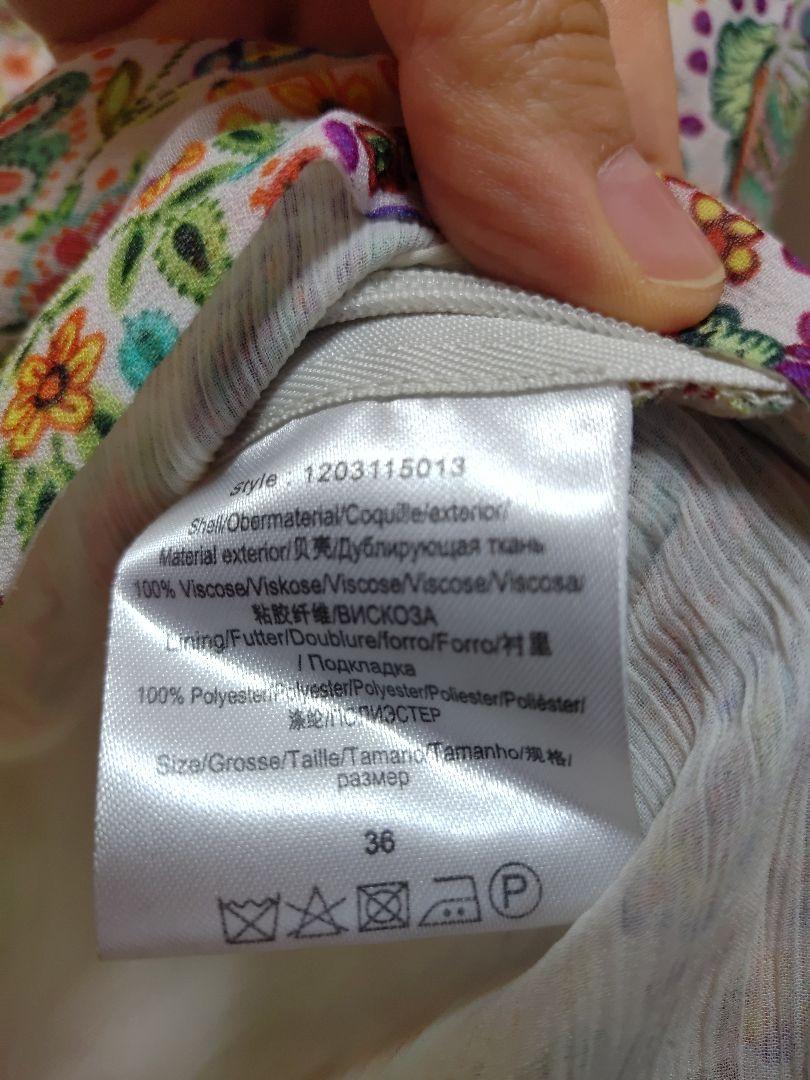 Style : 1203115013
Shell/Obermaterial/Coquille/exterior/
Material exterior/贝壳/Дублирующая ткань
100% Viscose/Viskose/Viscose/Viscose/Viscosa/
粘胶纤维/ВИСКОЗА
Lining/Futter/Doublure/forro/Forro/衬里
/ Подкладка
100% Polyester/Polyester/Polyester/Poliester/Poliéster/
涤纶/ПОЛИЭСТЕР
Size/Grosse/Taille/Tamano/Tamanho/规格/
размер
36
P